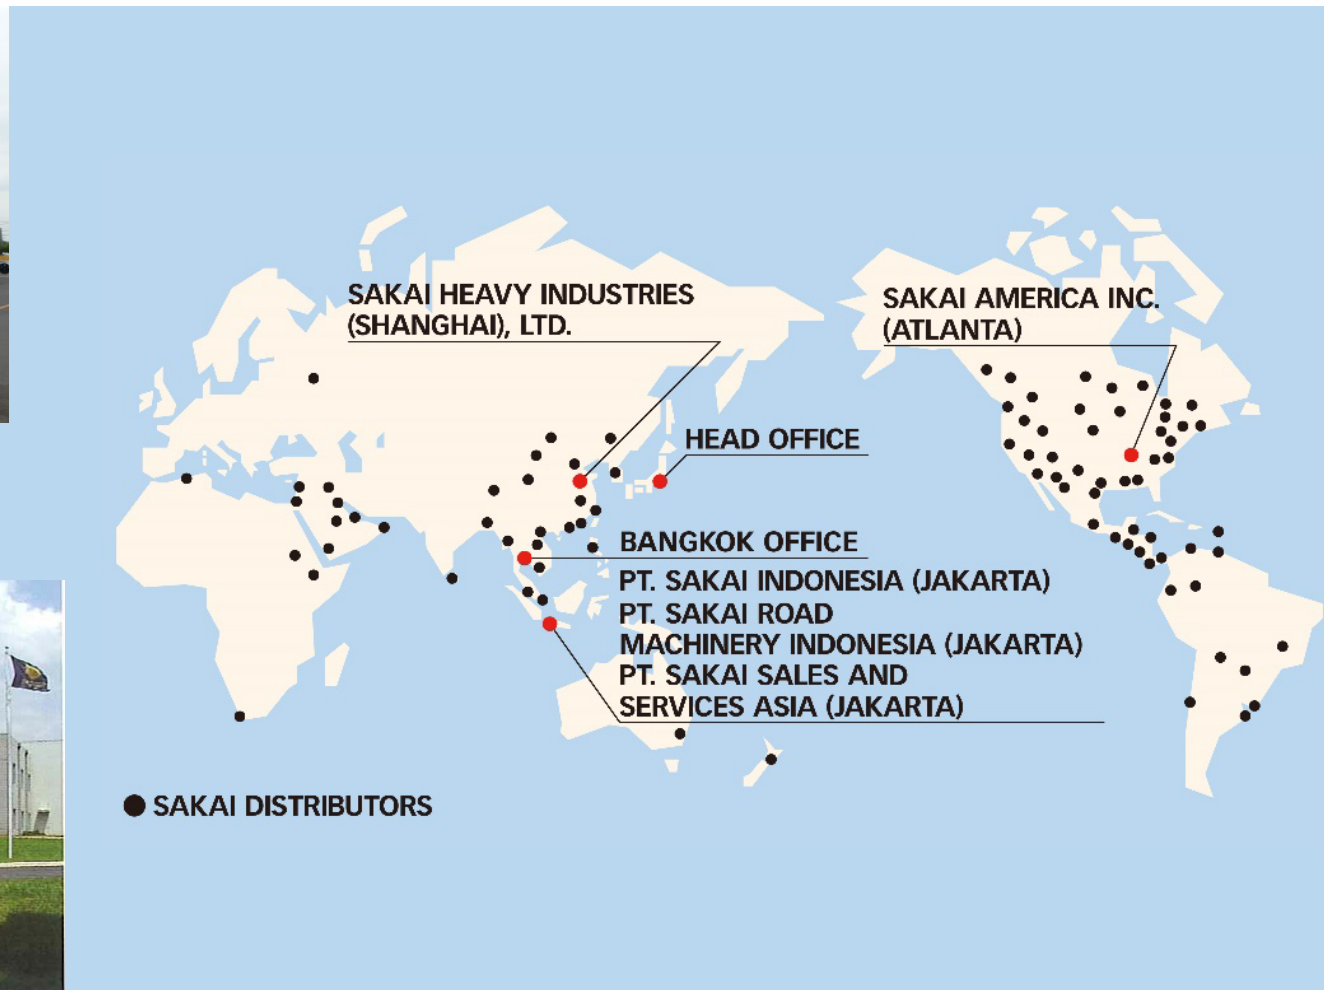 SAKAI HEAVY INDUSTRIES
(SHANGHAI), LTD.
SAKAI AMERICA INC.
(ATLANTA)
HEAD OFFICE
BANGKOK OFFICE
PT. SAKAI INDONESIA (JAKARTA)
PT. SAKAI ROAD
MACHINERY INDONESIA (JAKARTA)
PT. SAKAI SALES AND
SERVICES ASIA (JAKARTA)
SAKAI DISTRIBUTORS